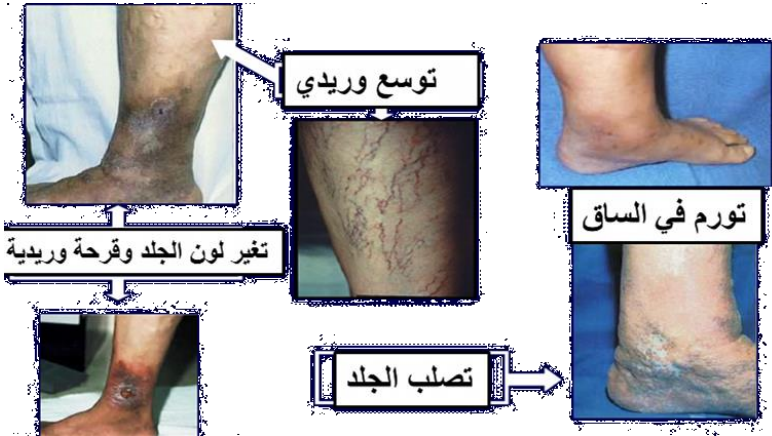 توسع وريدي
تورم في الساق
تغير لون الجلد وقرحة وريدية
تصلب الجلد